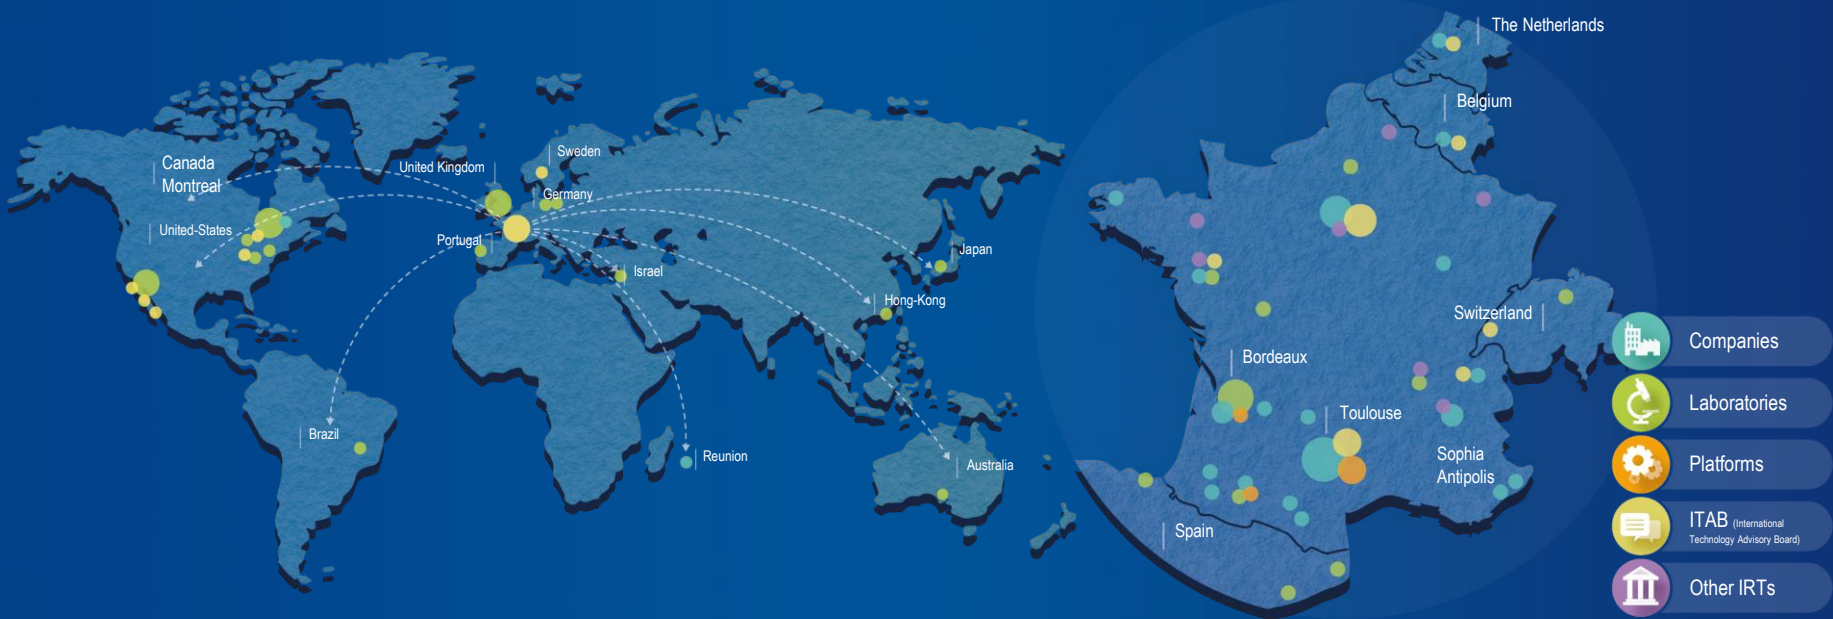 Canada
Montreal
United-States
United Kingdom
Sweden
Germany
Portugal
Israel
Japan
Hong-Kong
Brazil
Reunion
Australia
The Netherlands
Belgium
Switzerland
Bordeaux
Toulouse
Sophia
Antipolis
Spain
Companies
Laboratories
Platforms
ITAB (International
Technology Advisory Board)
Other IRTs